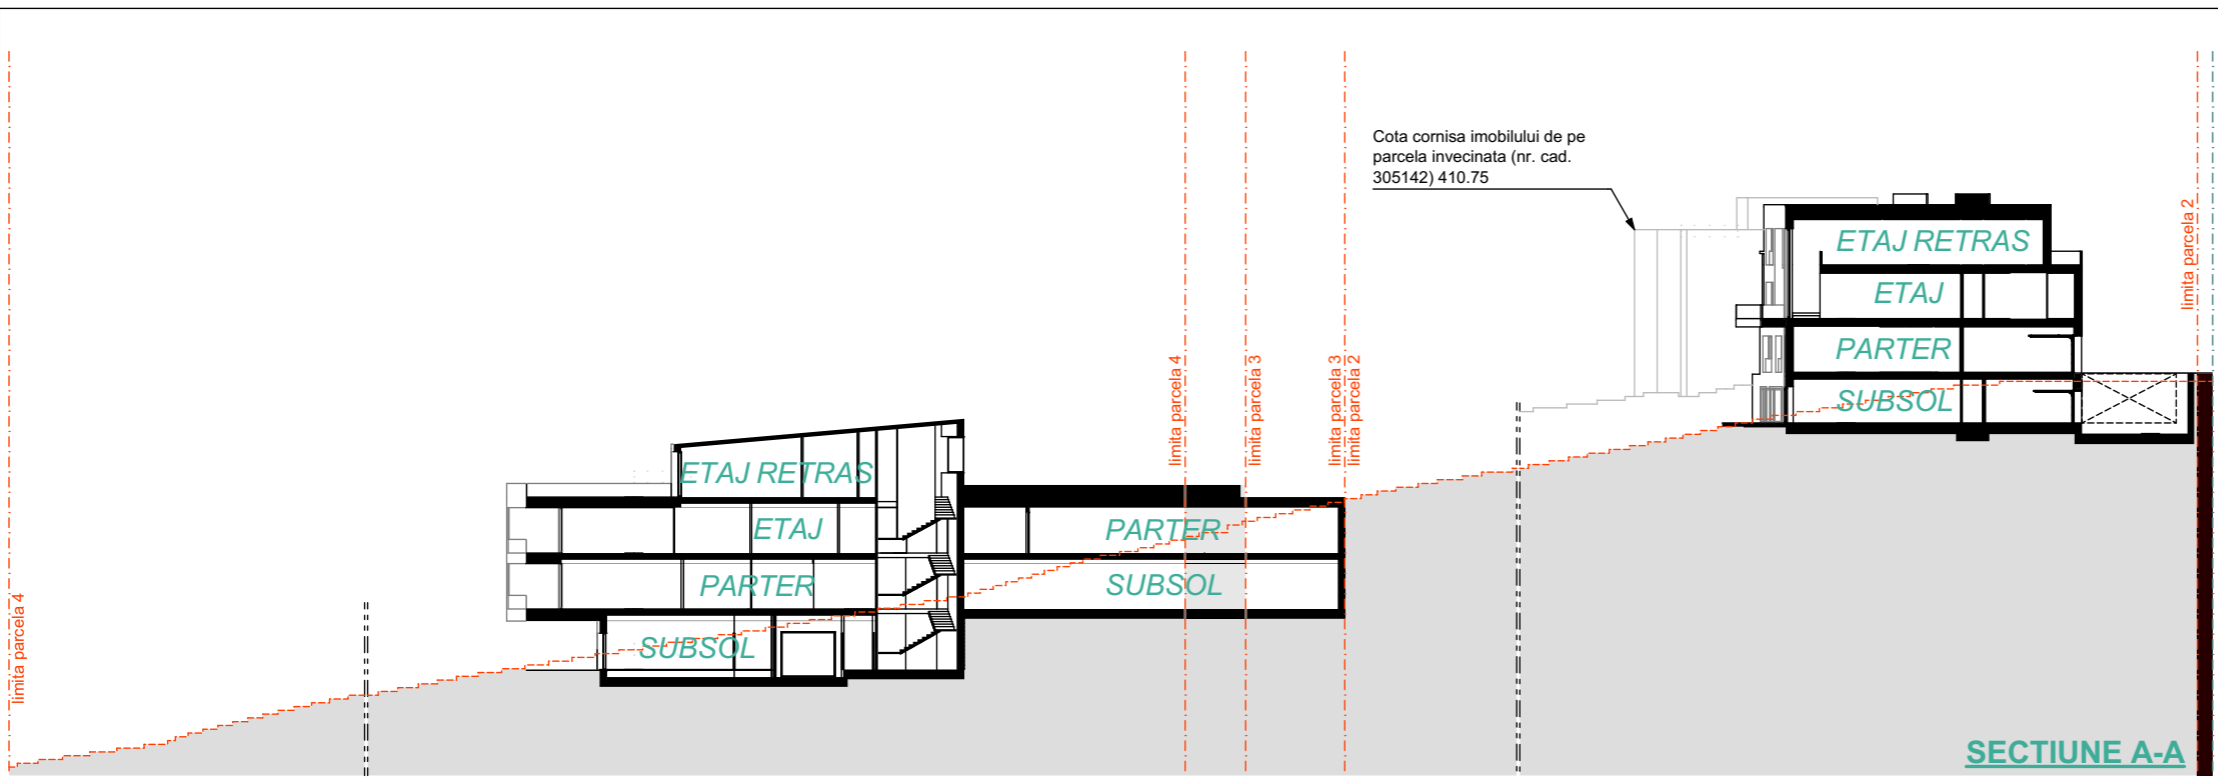 Cota cornisa imobilului de pe
parcela invecinata (nr. cad.
305142) 410.75
limita parcela 2
ETAJ RETRAS
ETAJ
PARTER
SUBSOL
limita parcela 4
limita parcela 3
limita parcela 3
limita parcela 2
ETAJ RETRAS
ETAJ
PARTER
PARTER
SUBSOL
SUBSOL
limita parcela 4
SECTIUNE A-A